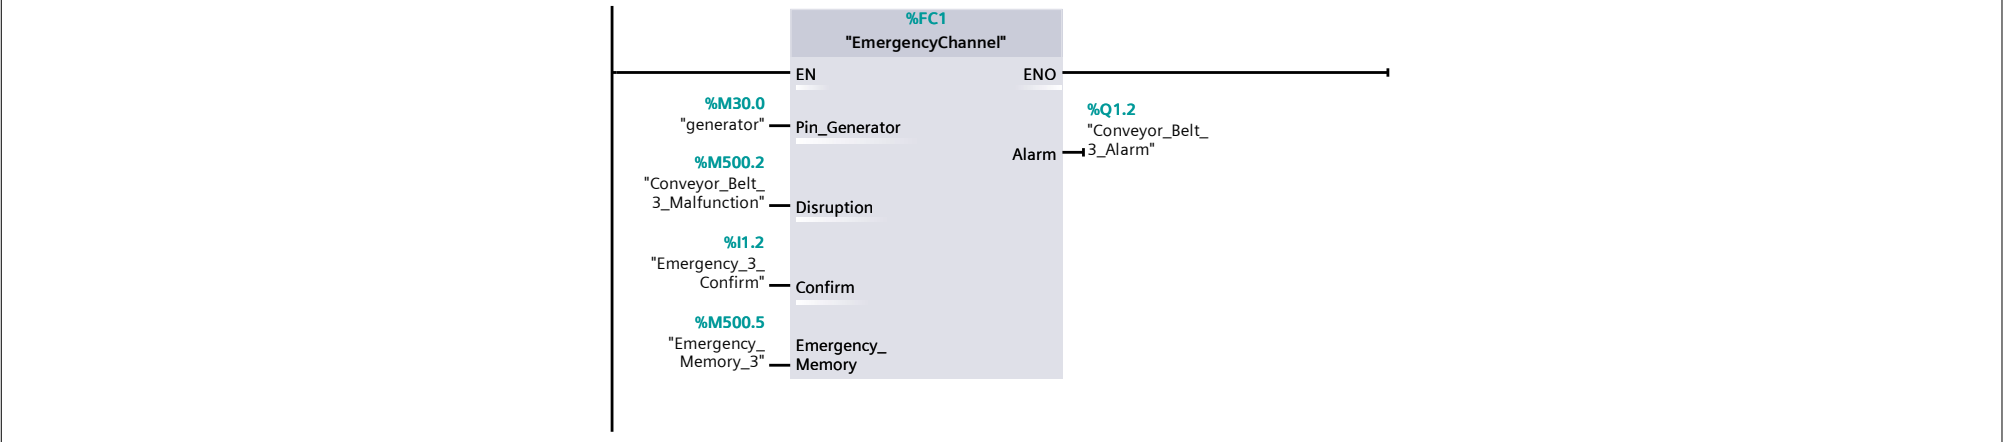 %FC1
"EmergencyChannel"
EN
ENO
%M30.0
"generator"
Pin_Generator
%Q1.2
"Conveyor_Belt_
3_Alarm"
Alarm
%M500.2
"Conveyor_Belt_
3_Malfunction"
Disruption
%I1.2
"Emergency_3_
Confirm"
Confirm
%M500.5
"Emergency_
Memory_3"
Emergency_
Memory